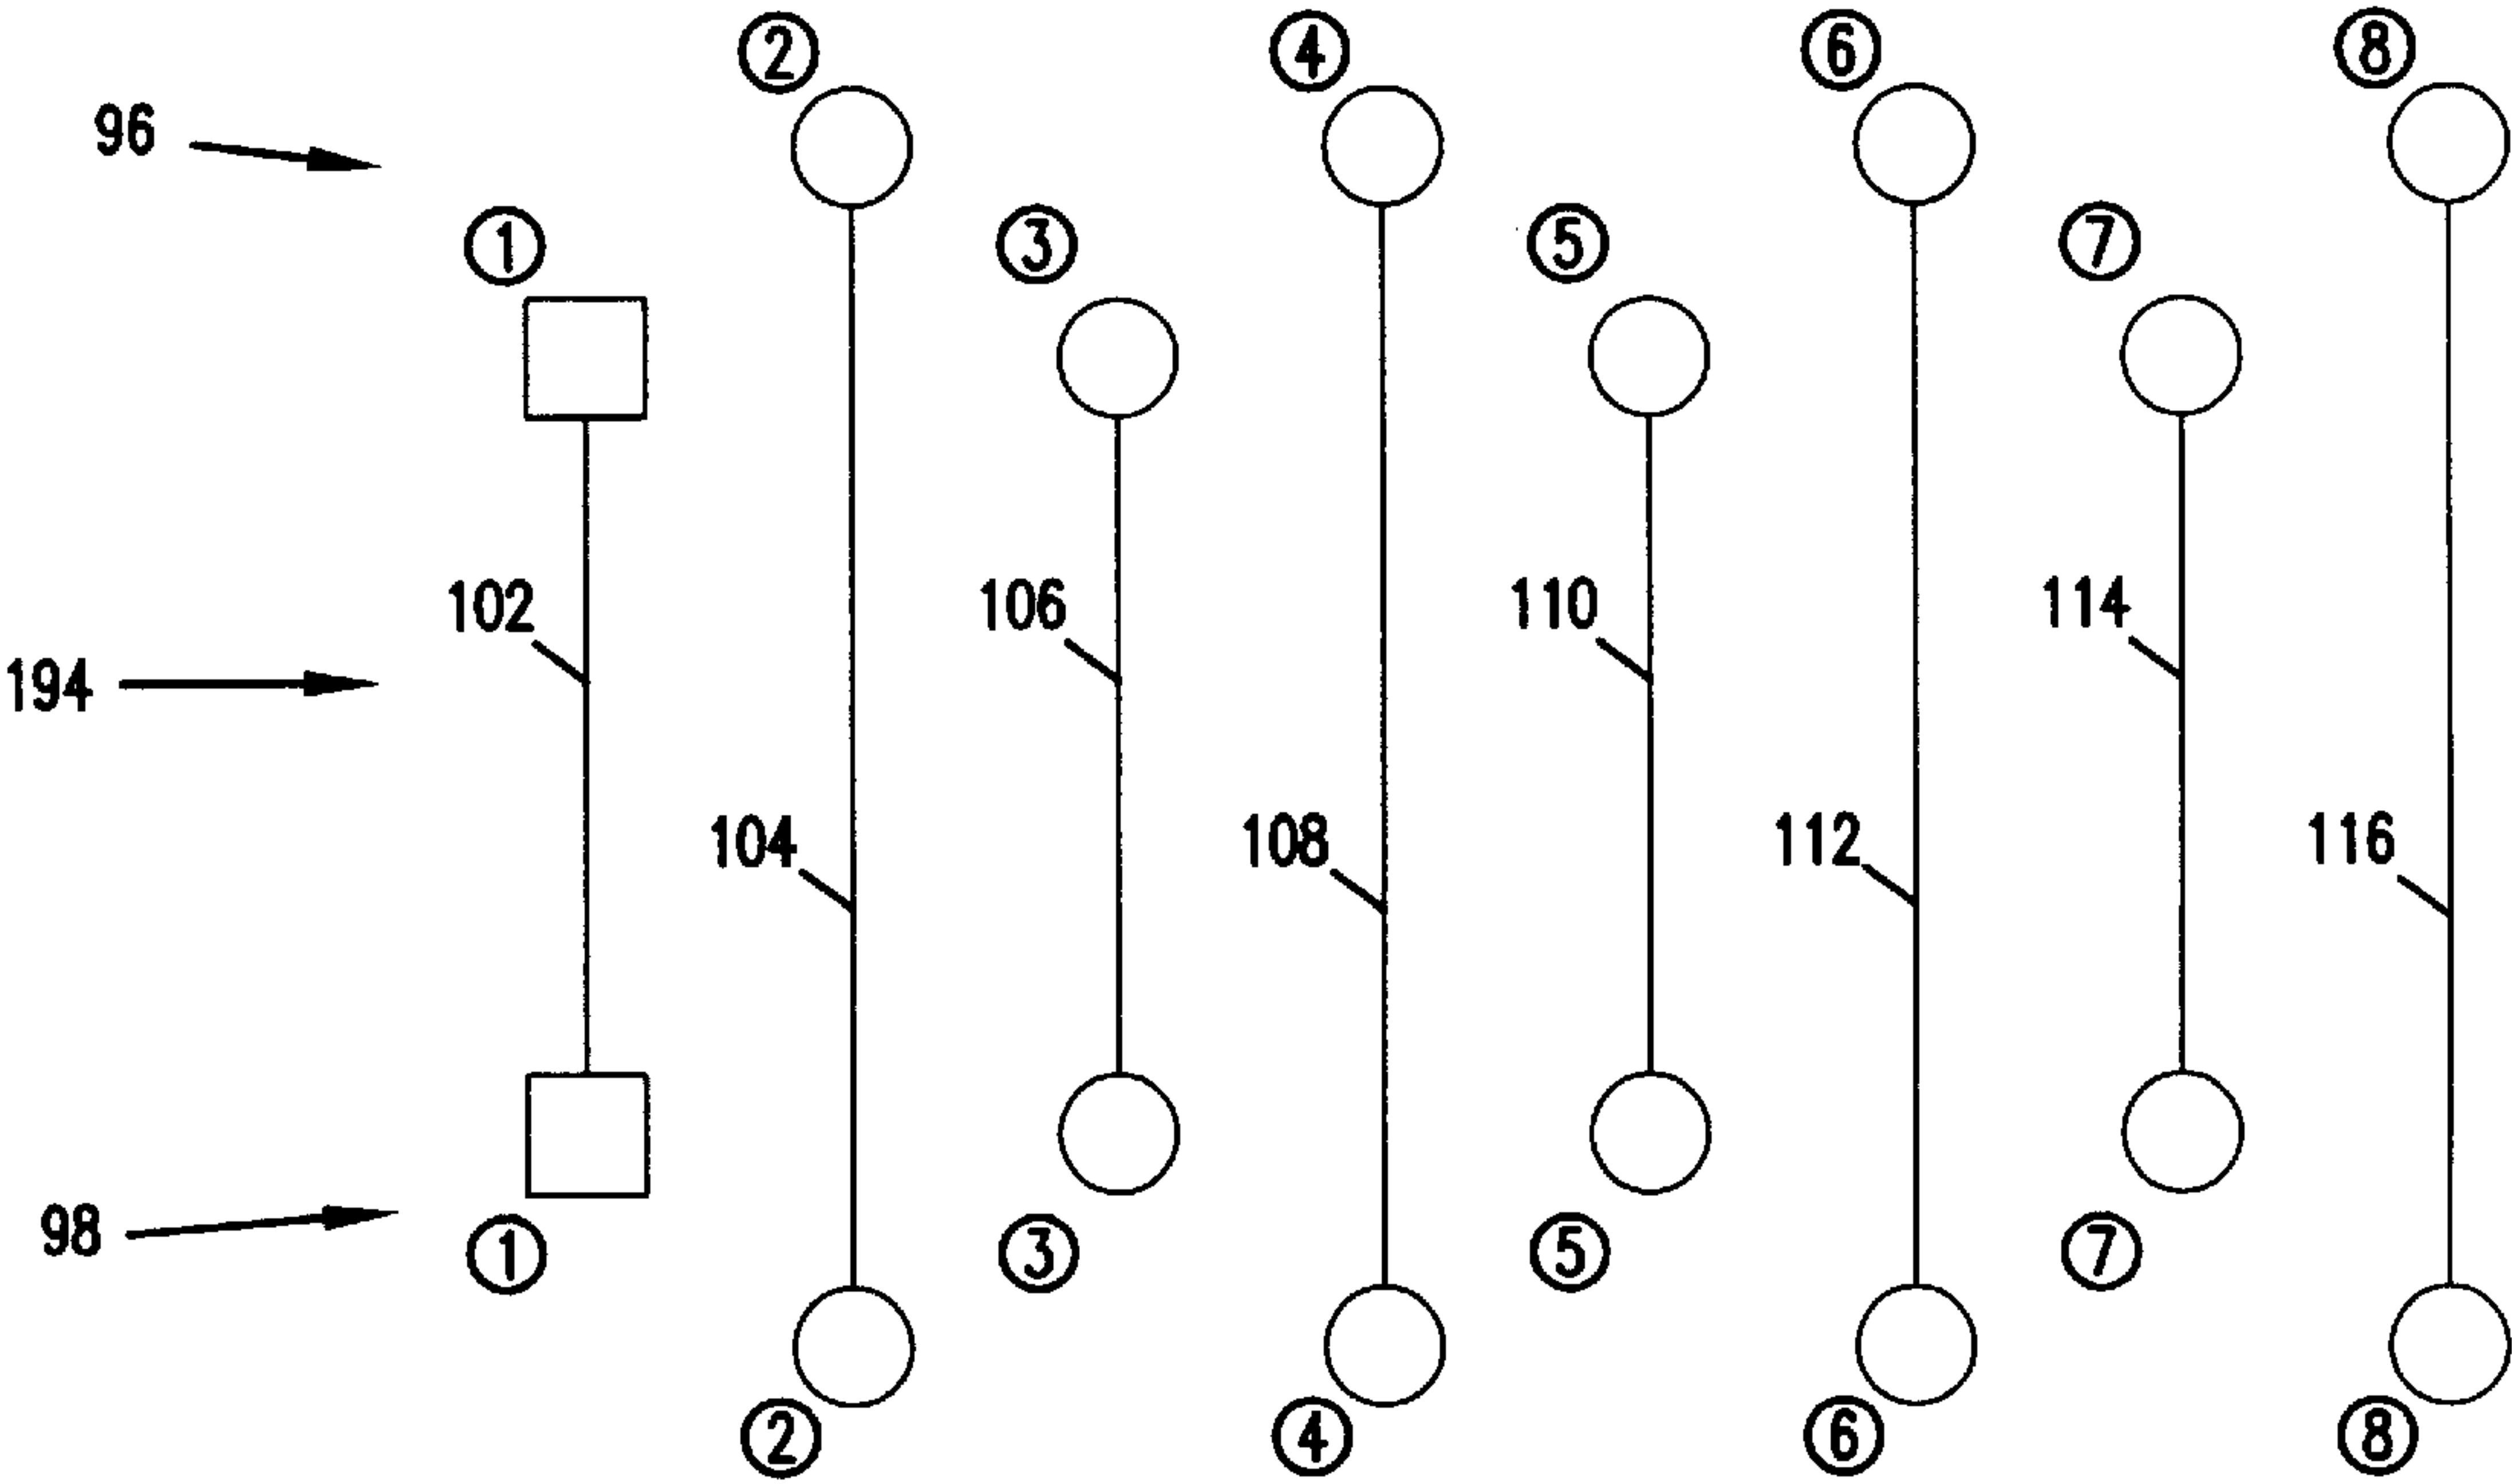 ② ④ ⑥ ⑧
96
① ③ ⑤ ⑦
102 106 110 114
194
104 108 112 116
98
① ③ ⑤ ⑦
② ④ ⑥ ⑧